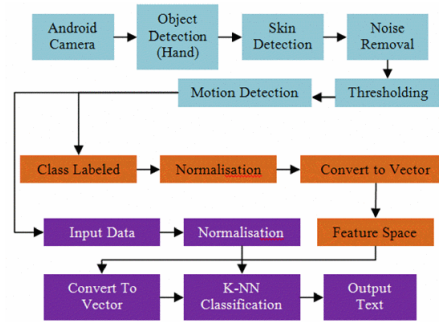 Android
Camera
Object
Detection
(Hand)
Skin
Detection
Noise
Removal
Motion Detection
Thresholding
Class Labeled
Normalisation
Convert to Vector
Input Data
Normalisation
Feature Space
Convert To
Vector
K-NN
Classification
Output
Text